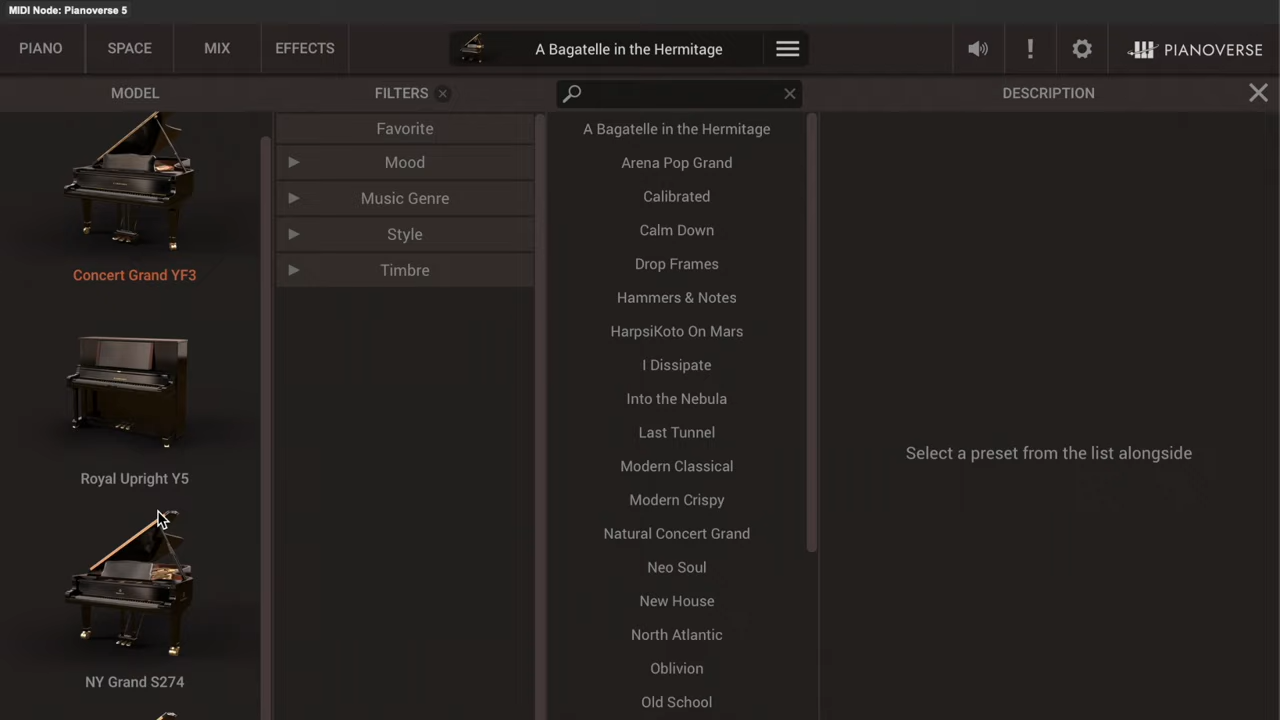 MIDI Node: Pianoverse 5
PIANO
SPACE
MIX
EFFECTS
A Bagatelle in the Hermitage
!
PIANOVERSE
MODEL
FILTERS
DESCRIPTION
Concert Grand YF3
Royal Upright Y5
NY Grand S274
Favorite
Mood
Music Genre
Style
Timbre
A Bagatelle in the Hermitage
Arena Pop Grand
Calibrated
Calm Down
Drop Frames
Hammers & Notes
HarpsiKoto On Mars
I Dissipate
Into the Nebula
Last Tunnel
Modern Classical
Modern Crispy
Natural Concert Grand
Neo Soul
New House
North Atlantic
Oblivion
Old School
Select a preset from the list alongside